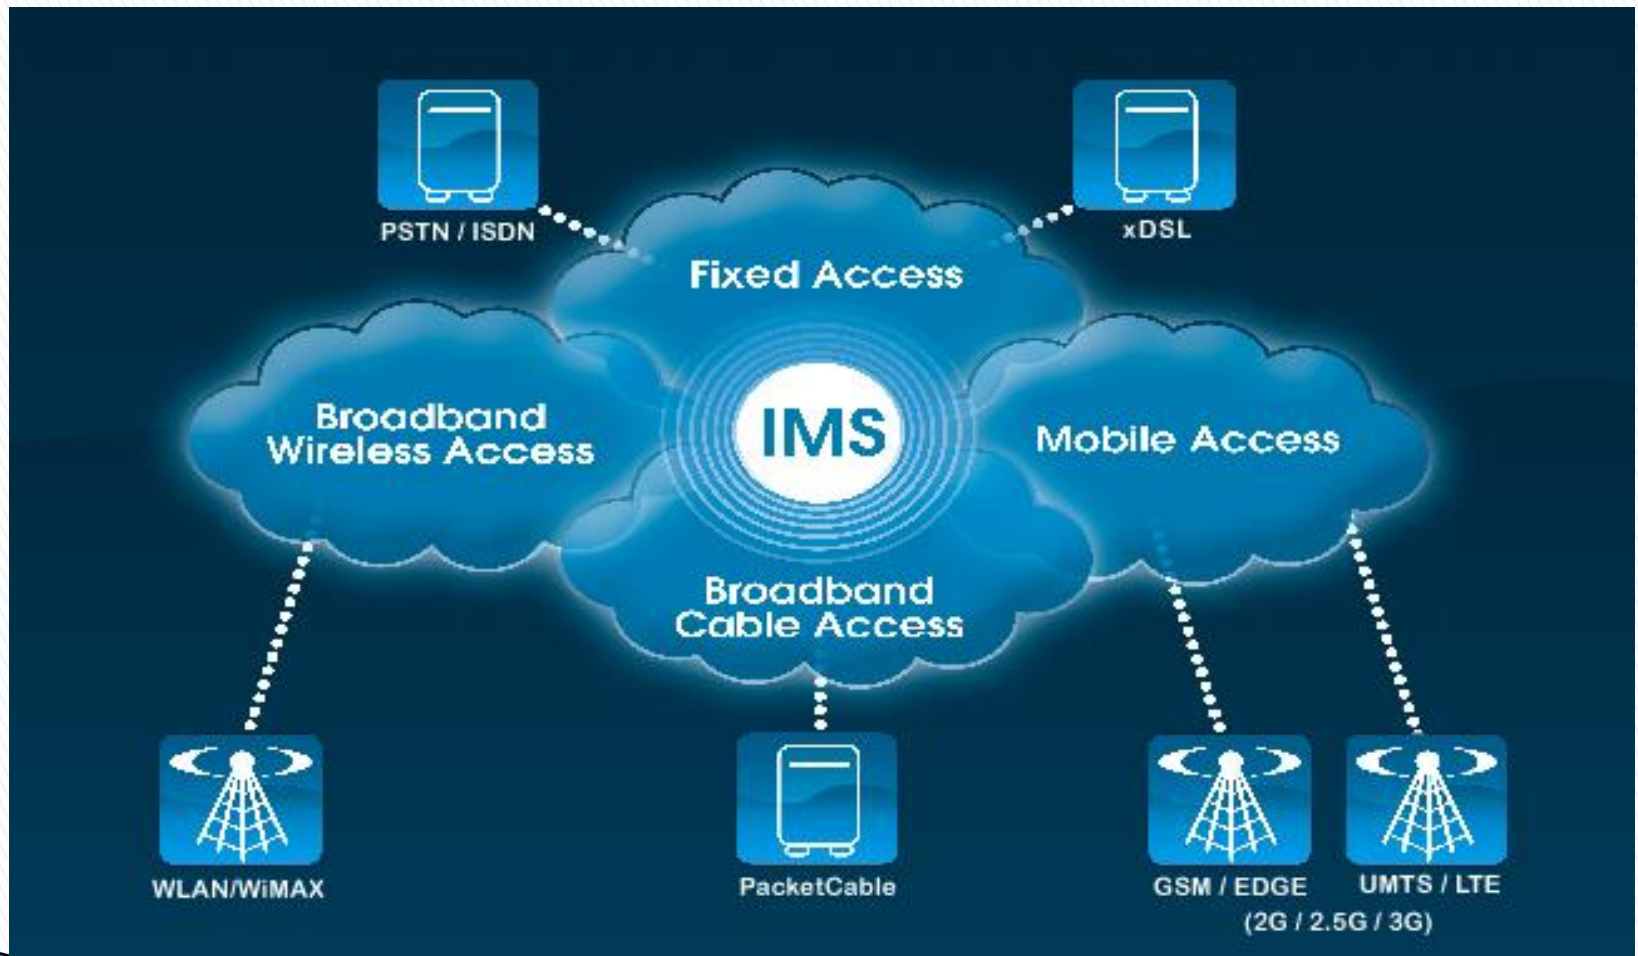 PSTN / ISDN
xDSL
Fixed Access
Broadband
Wireless Access
IMS
Mobile Access
Broadband
Cable Access
WLAN/WiMAX
PacketCable
GSM / EDGE
UMTS / LTE
(2G / 2.5G / 3G)